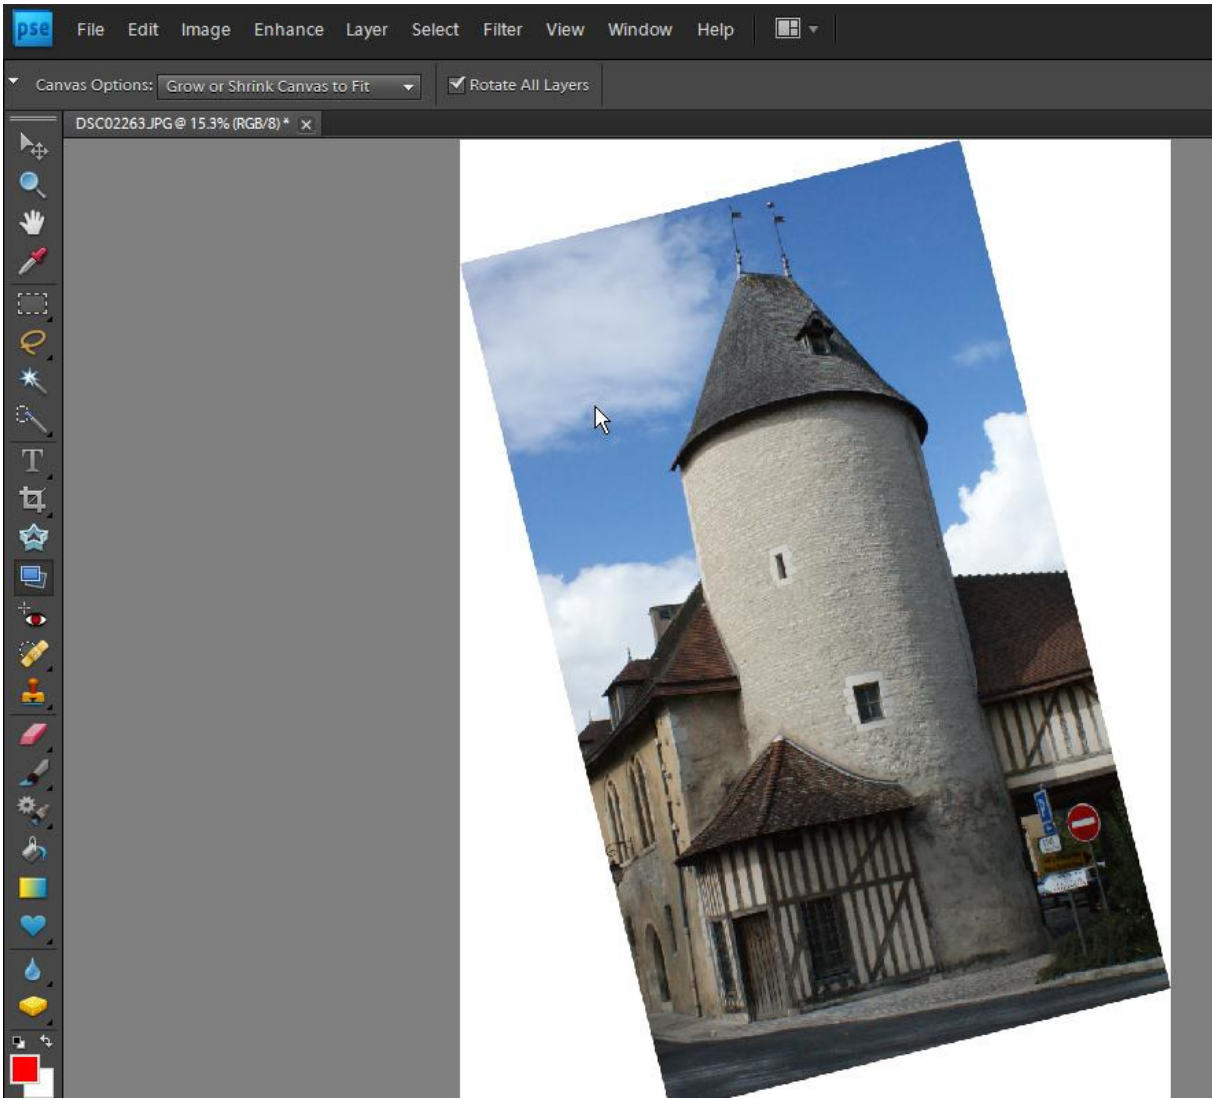 pse File Edit Image Enhance Layer Select Filter View Window Help
Canvas Options: Grow or Shrink Canvas to Fit Rotate All Layers
DSC02263.JPG @ 15.3% (RGB/8) * x
T